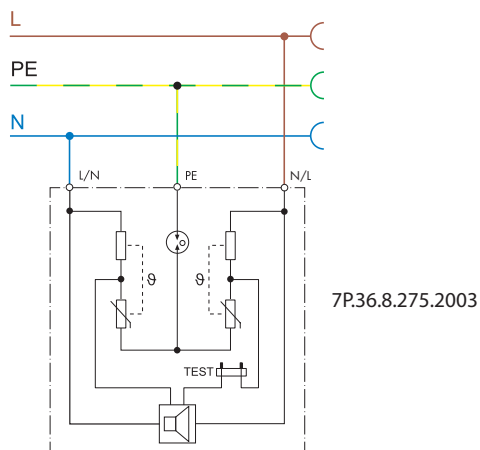 L
PE
N
L/N
PE
N/L
ϑ
ϑ
7P.36.8.275.2003
TEST